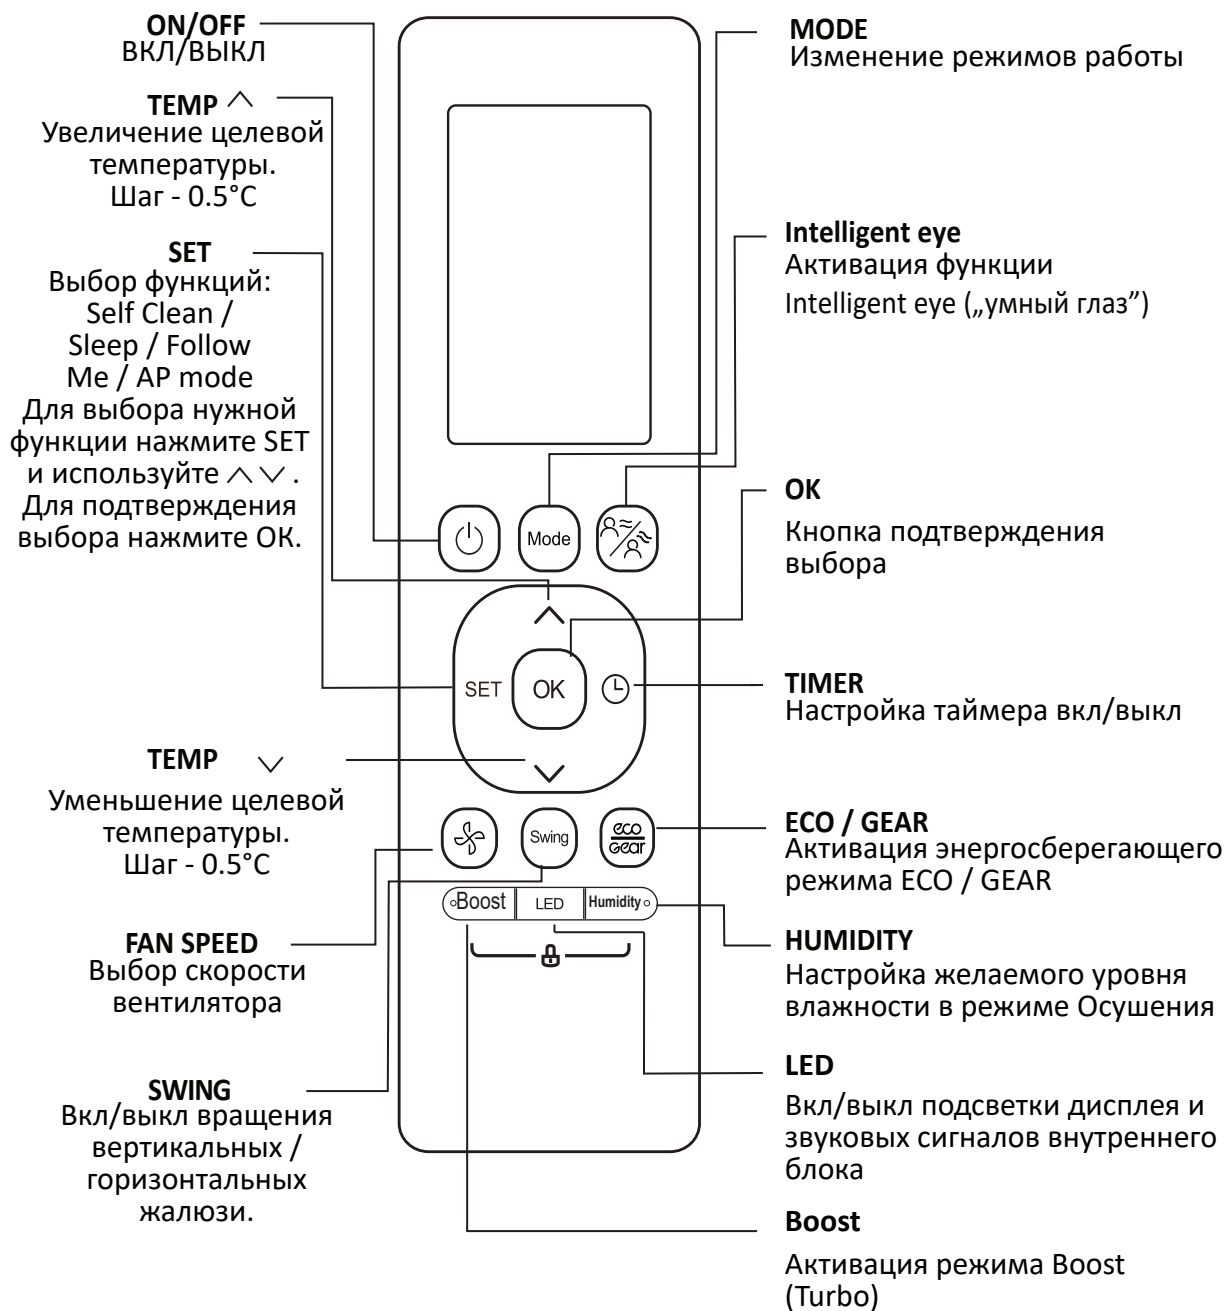 ON/OFF
ВКЛ/ВЫКЛ
TEMP
Увеличение целевой
температуры.
Шаг - 0.5°C
SET
Выбор функций:
Self Clean /
Sleep / Follow
Me / AP mode
Для выбора нужной
функции нажмите SET
и используйте ︿ ﹀ .
Для подтверждения
выбора нажмите ОК.
TEMP
Уменьшение целевой
температуры.
Шаг - 0.5°C
FAN SPEED
Выбор скорости
вентилятора
SWING
Вкл/выкл вращения
вертикальных /
горизонтальных
жалюзи.
Mode
SET
OK
Swing
eco
Gear
Boost
LED
Humidity
MODE
Изменение режимов работы
Intelligent eye
Активация функции
Intelligent eye („умный глаз”)
OK
Кнопка подтверждения
выбора
TIMER
Настройка таймера вкл/выкл
ECO / GEAR
Активация энергосберегающего
режима ECO / GEAR
HUMIDITY
Настройка желаемого уровня
влажности в режиме Осушения
LED
Вкл/выкл подсветки дисплея и
звуковых сигналов внутреннего
блока
Boost
Активация режима Boost
(Turbo)